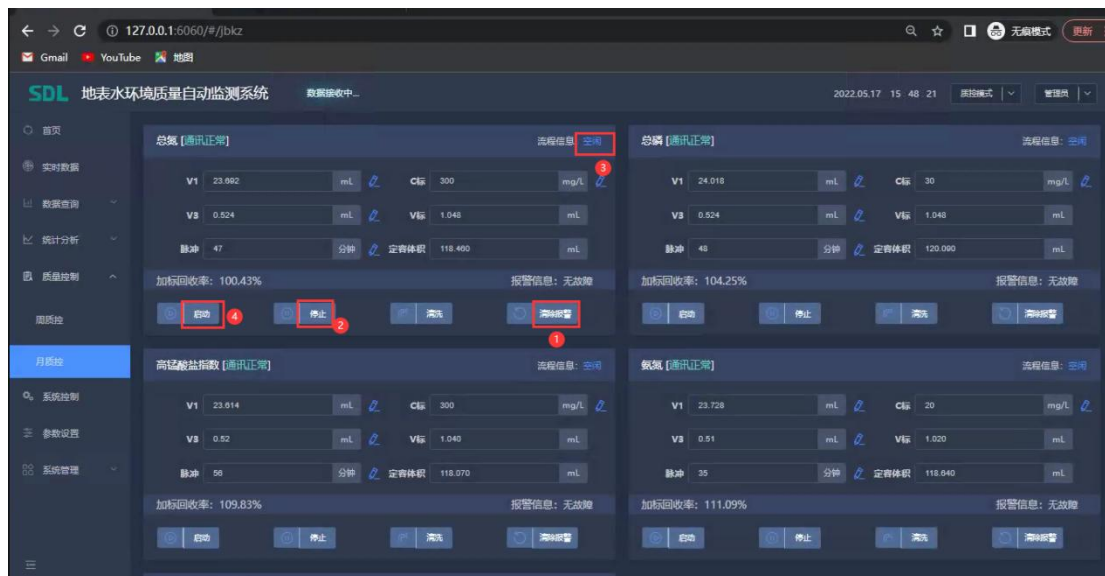 127.0.0.1:6060/#/jbkz 无痕模式 更新
Gmail YouTube 地图
SDL 地表水环境质量自动监测系统 数据接收中... 2022.05.17 15 48 21 质控模式 管理员
首页
实时数据
数据查询
统计分析
质量控制
周质控
月质控
系统控制
参数设置
系统管理
总氮 [通讯正常] 流程信息: 空闲
3
V1 23.692 mL C标 300 mg/L
V3 0.524 mL V标 1.048 mL
脉冲 47 分钟 定容体积 118.460 mL
加标回收率: 100.43% 报警信息: 无故障
启动 4 停止 2 清洗 清除报警
1
总磷 [通讯正常] 流程信息: 空闲
V1 24.018 mL C标 30 mg/L
V3 0.524 mL V标 1.048 mL
脉冲 48 分钟 定容体积 120.090 mL
加标回收率: 104.25% 报警信息: 无故障
启动 停止 清洗 清除报警
高锰酸盐指数 [通讯正常] 流程信息: 空闲
V1 23.614 mL C标 300 mg/L
V3 0.52 mL V标 1.040 mL
脉冲 56 分钟 定容体积 118.070 mL
加标回收率: 109.83% 报警信息: 无故障
启动 停止 清洗 清除报警
氨氮 [通讯正常] 流程信息: 空闲
V1 23.728 mL C标 20 mg/L
V3 0.51 mL V标 1.020 mL
脉冲 35 分钟 定容体积 118.640 mL
加标回收率: 111.09% 报警信息: 无故障
启动 停止 清洗 清除报警